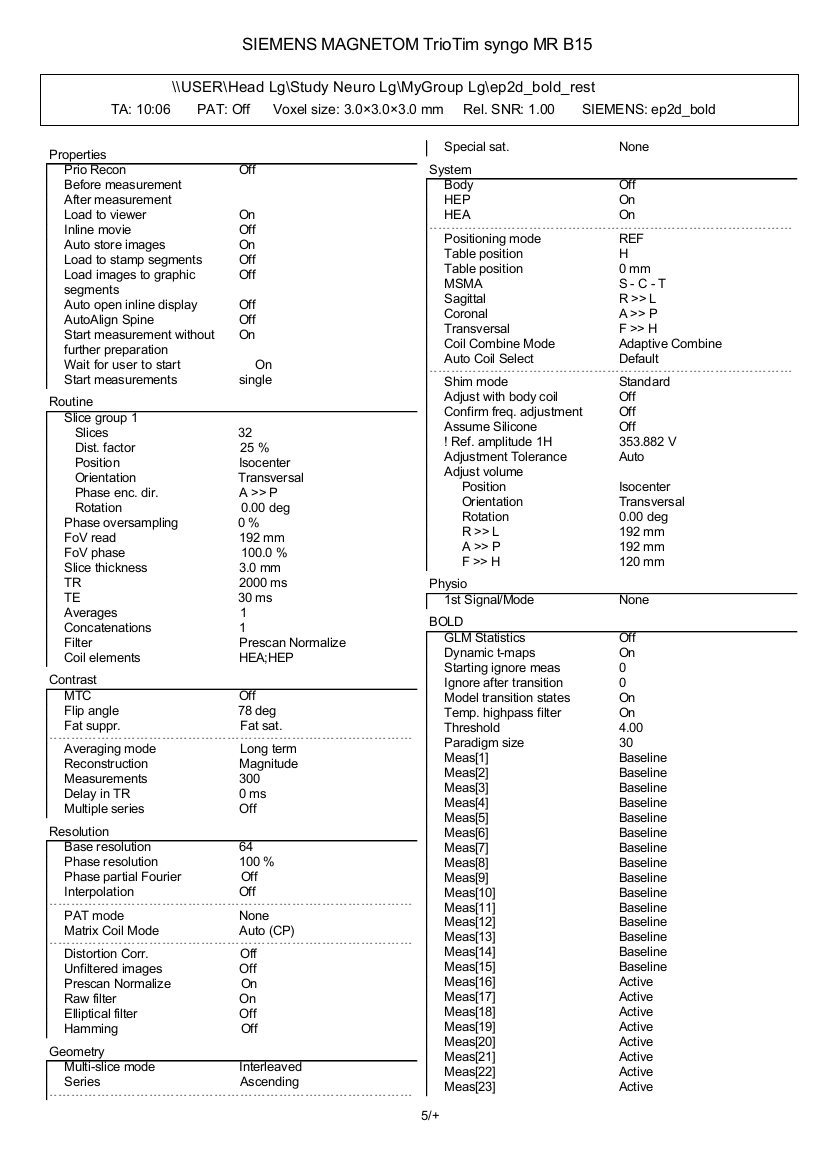 SIEMENS MAGNETOM TrioTim syngo MR B15
\\USER\Head Lg\Study Neuro Lg\MyGroup Lg\ep2d_bold_rest
TA: 10:06 PAT: Off Voxel size: 3.0×3.0×3.0 mm Rel. SNR: 1.00 SIEMENS: ep2d_bold
Properties
Prio Recon Off
Before measurement
After measurement
Load to viewer On
Inline movie Off
Auto store images On
Load to stamp segments Off
Load images to graphic Off
segments
Auto open inline display Off
AutoAlign Spine Off
Start measurement without On
further preparation
Wait for user to start On
Start measurements single
Routine
Slice group 1
Slices 32
Dist. factor 25 %
Position Isocenter
Orientation Transversal
Phase enc. dir. A >> P
Rotation 0.00 deg
Phase oversampling 0 %
FoV read 192 mm
FoV phase 100.0 %
Slice thickness 3.0 mm
TR 2000 ms
TE 30 ms
Averages 1
Concatenations 1
Filter Prescan Normalize
Coil elements HEA;HEP
Contrast
MTC Off
Flip angle 78 deg
Fat suppr. Fat sat.
Averaging mode Long term
Reconstruction Magnitude
Measurements 300
Delay in TR 0 ms
Multiple series Off
Resolution
Base resolution 64
Phase resolution 100 %
Phase partial Fourier Off
Interpolation Off
PAT mode None
Matrix Coil Mode Auto (CP)
Distortion Corr. Off
Unfiltered images Off
Prescan Normalize On
Raw filter On
Elliptical filter Off
Hamming Off
Geometry
Multi-slice mode Interleaved
Series Ascending
Special sat. None
System
Body Off
HEP On
HEA On
Positioning mode REF
Table position H
Table position 0 mm
MSMA S - C - T
Sagittal R >> L
Coronal A >> P
Transversal F >> H
Coil Combine Mode Adaptive Combine
Auto Coil Select Default
Shim mode Standard
Adjust with body coil Off
Confirm freq. adjustment Off
Assume Silicone Off
! Ref. amplitude 1H 353.882 V
Adjustment Tolerance Auto
Adjust volume
Position Isocenter
Orientation Transversal
Rotation 0.00 deg
R >> L 192 mm
A >> P 192 mm
F >> H 120 mm
Physio
1st Signal/Mode None
BOLD
GLM Statistics Off
Dynamic t-maps On
Starting ignore meas 0
Ignore after transition 0
Model transition states On
Temp. highpass filter On
Threshold 4.00
Paradigm size 30
Meas[1] Baseline
Meas[2] Baseline
Meas[3] Baseline
Meas[4] Baseline
Meas[5] Baseline
Meas[6] Baseline
Meas[7] Baseline
Meas[8] Baseline
Meas[9] Baseline
Meas[10] Baseline
Meas[11] Baseline
Meas[12] Baseline
Meas[13] Baseline
Meas[14] Baseline
Meas[15] Baseline
Meas[16] Active
Meas[17] Active
Meas[18] Active
Meas[19] Active
Meas[20] Active
Meas[21] Active
Meas[22] Active
Meas[23] Active
5/+